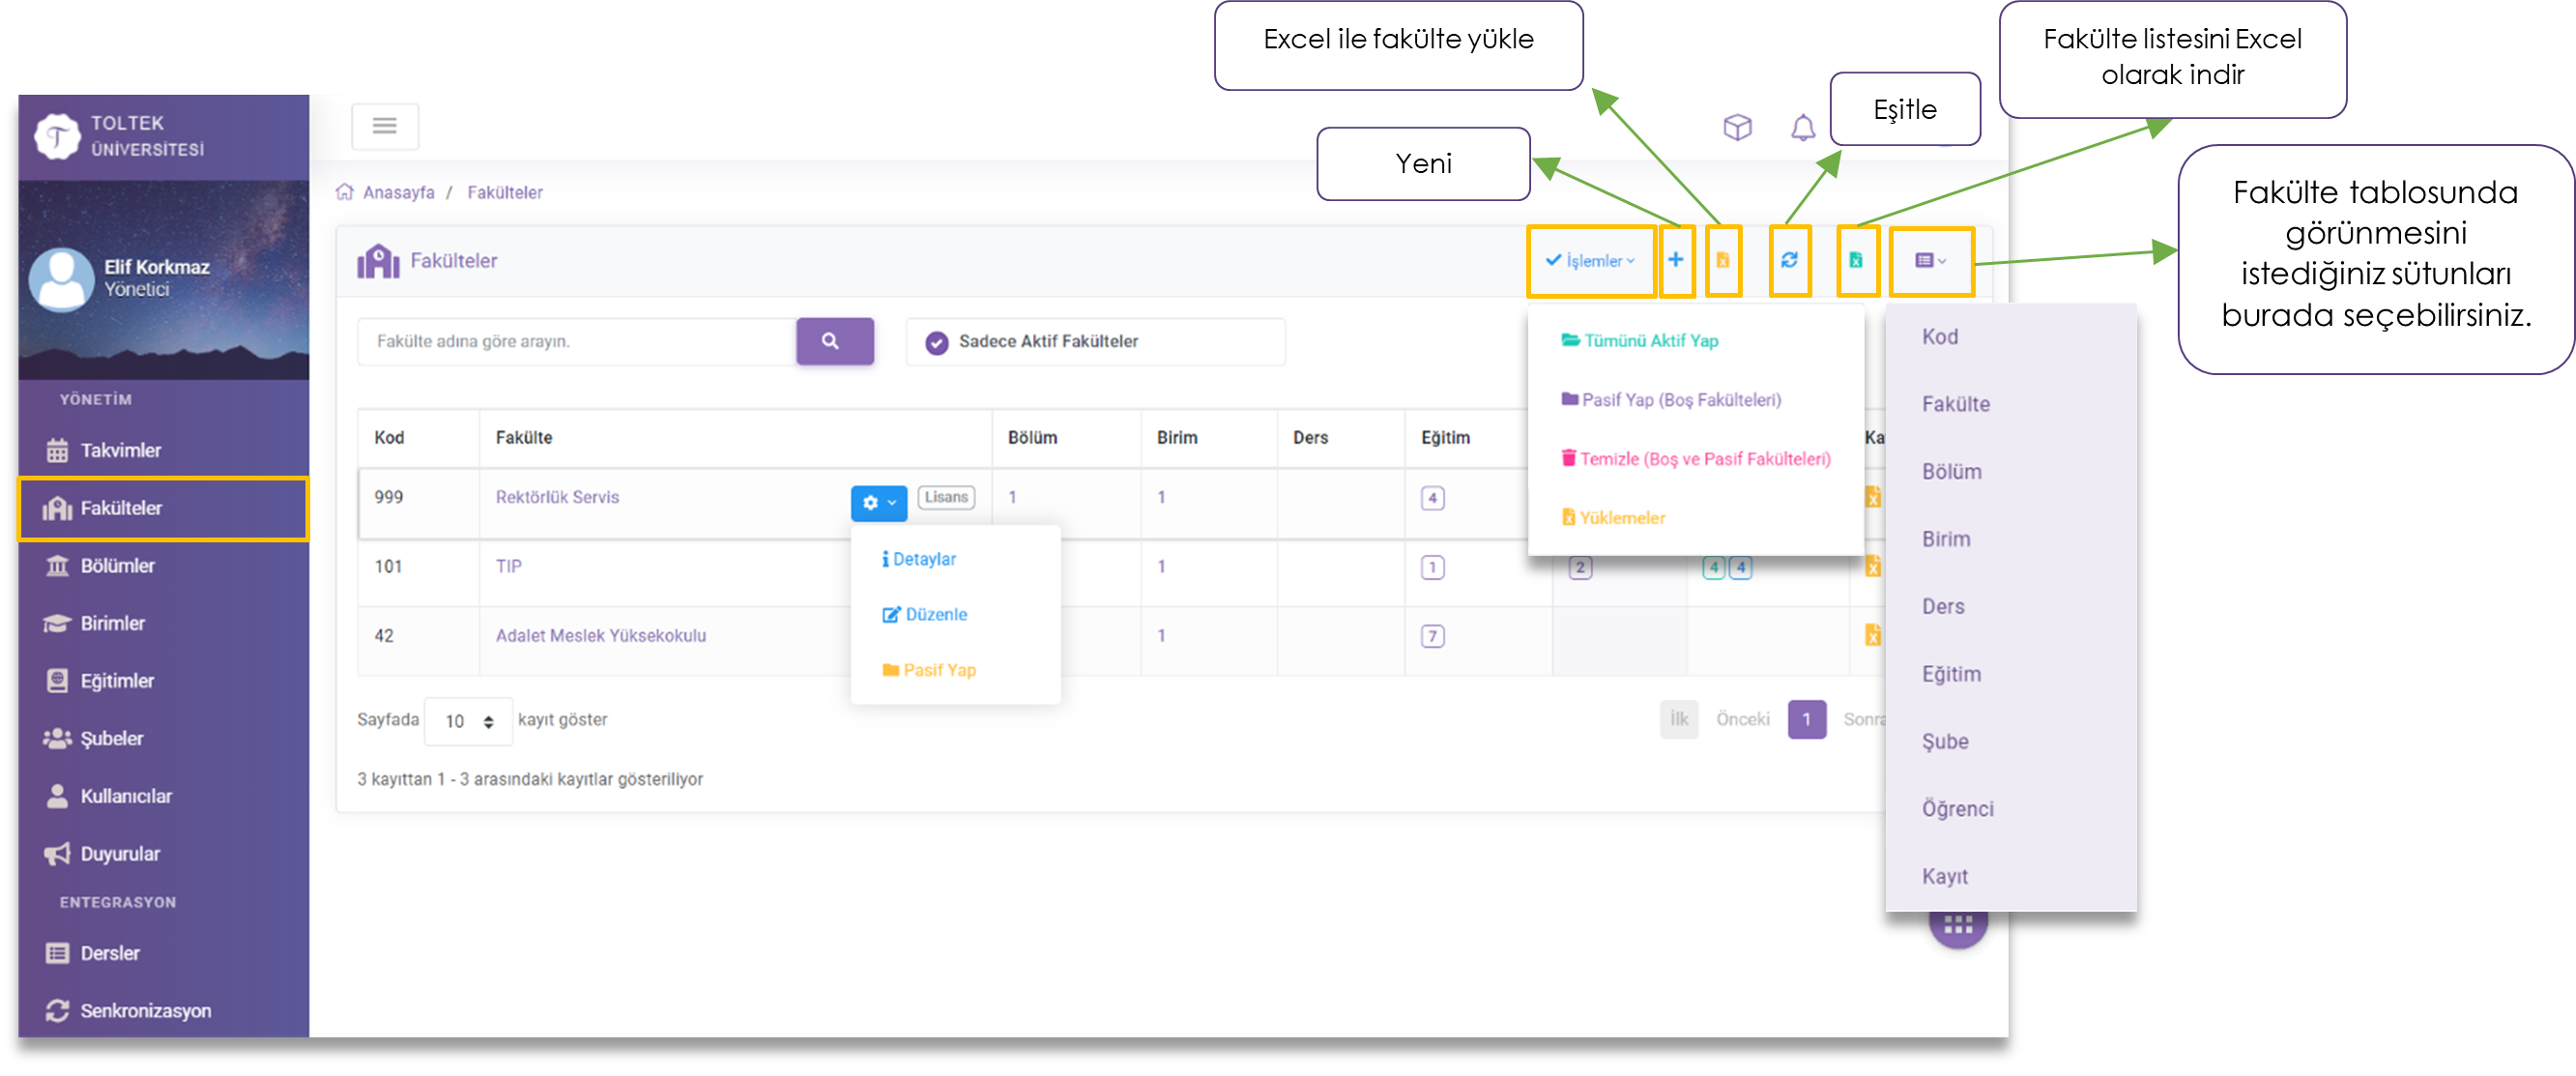 Excel ile fakülte yükle
Fakülte listesini Excel
olarak indir
Eşitle
Yeni
Fakülte tablosunda
görünmesini
istediğiniz sütunları
burada seçebilirsiniz.
TOLTEK
ÜNİVERSİTESİ
Elif Korkmaz
Yönetici
YÖNETİM
Takvimler
Fakülteler
Bölümler
Birimler
Eğitimler
Şubeler
Kullanıcılar
Duyurular
ENTEGRASYON
Dersler
Senkronizasyon
Anasayfa / Fakülteler
Fakülteler
İşlemler
Fakülte adına göre arayın.
Sadece Aktif Fakülteler
Tümünü Aktif Yap
Pasif Yap (Boş Fakülteleri)
Temizle (Boş ve Pasif Fakülteleri)
Yüklemeler
Kod Fakülte Bölüm Birim Ders Eğitim
999 Rektörlük Servis Lisans 1 1 4
101 TIP 1 1 2 4 4
42 Adalet Meslek Yüksekokulu 1 7
Detaylar
Düzenle
Pasif Yap
Sayfada 10 kayıt göster
İlk Önceki 1
3 kayıttan 1 - 3 arasındaki kayıtlar gösteriliyor
Kod
Fakülte
Bölüm
Birim
Ders
Eğitim
Şube
Öğrenci
Kayıt